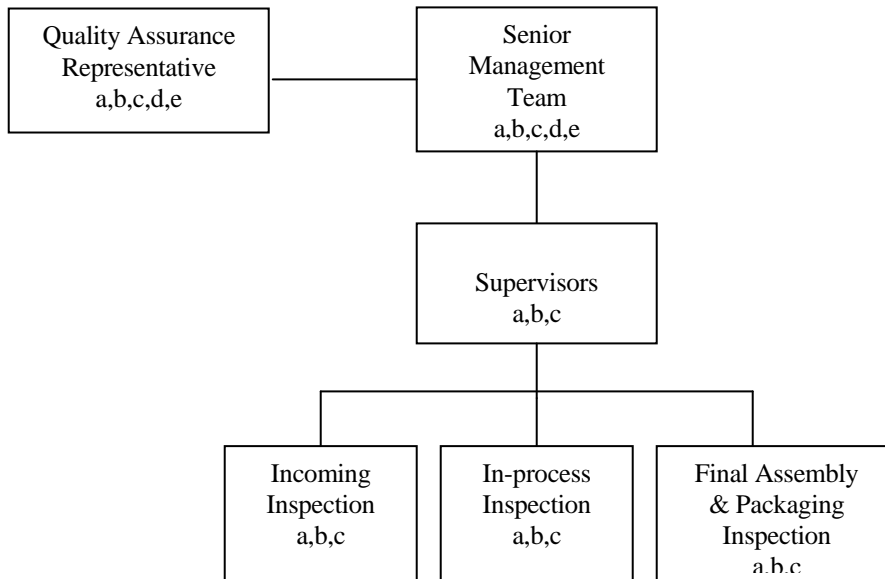 Quality Assurance
Representative
a,b,c,d,e
Senior
Management
Team
a,b,c,d,e
Supervisors
a,b,c
Incoming
Inspection
a,b,c
In-process
Inspection
a,b,c
Final Assembly
& Packaging
Inspection
a,b,c